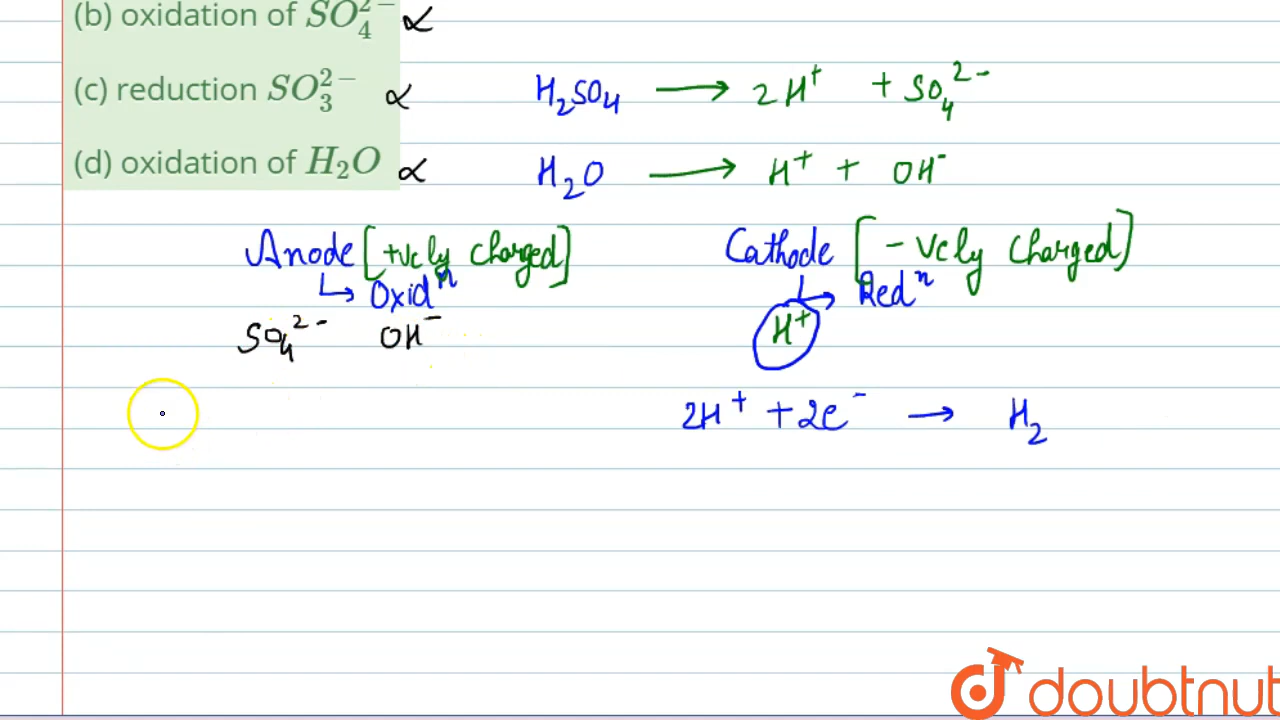 (b) oxidation of SO₄²⁻ ∝
(c) reduction SO₃²⁻ ∝ H₂SO₄ → 2H⁺ + SO₄²⁻
(d) oxidation of H₂O ∝ H₂O → H⁺ + OH⁻
Anode [+vely charged] Cathode [-vely charged]
↳ Oxidⁿ ↳ Redⁿ
SO₄²⁻ OH⁻ H⁺
2H⁺ + 2e⁻ → H₂
doubtnut